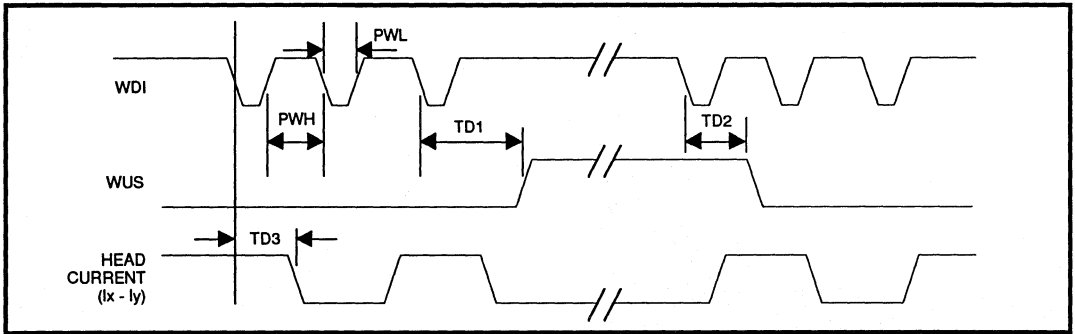 PWL
WDI
PWH
TD1
TD2
WUS
TD3
HEAD
CURRENT
(Ix - Iy)